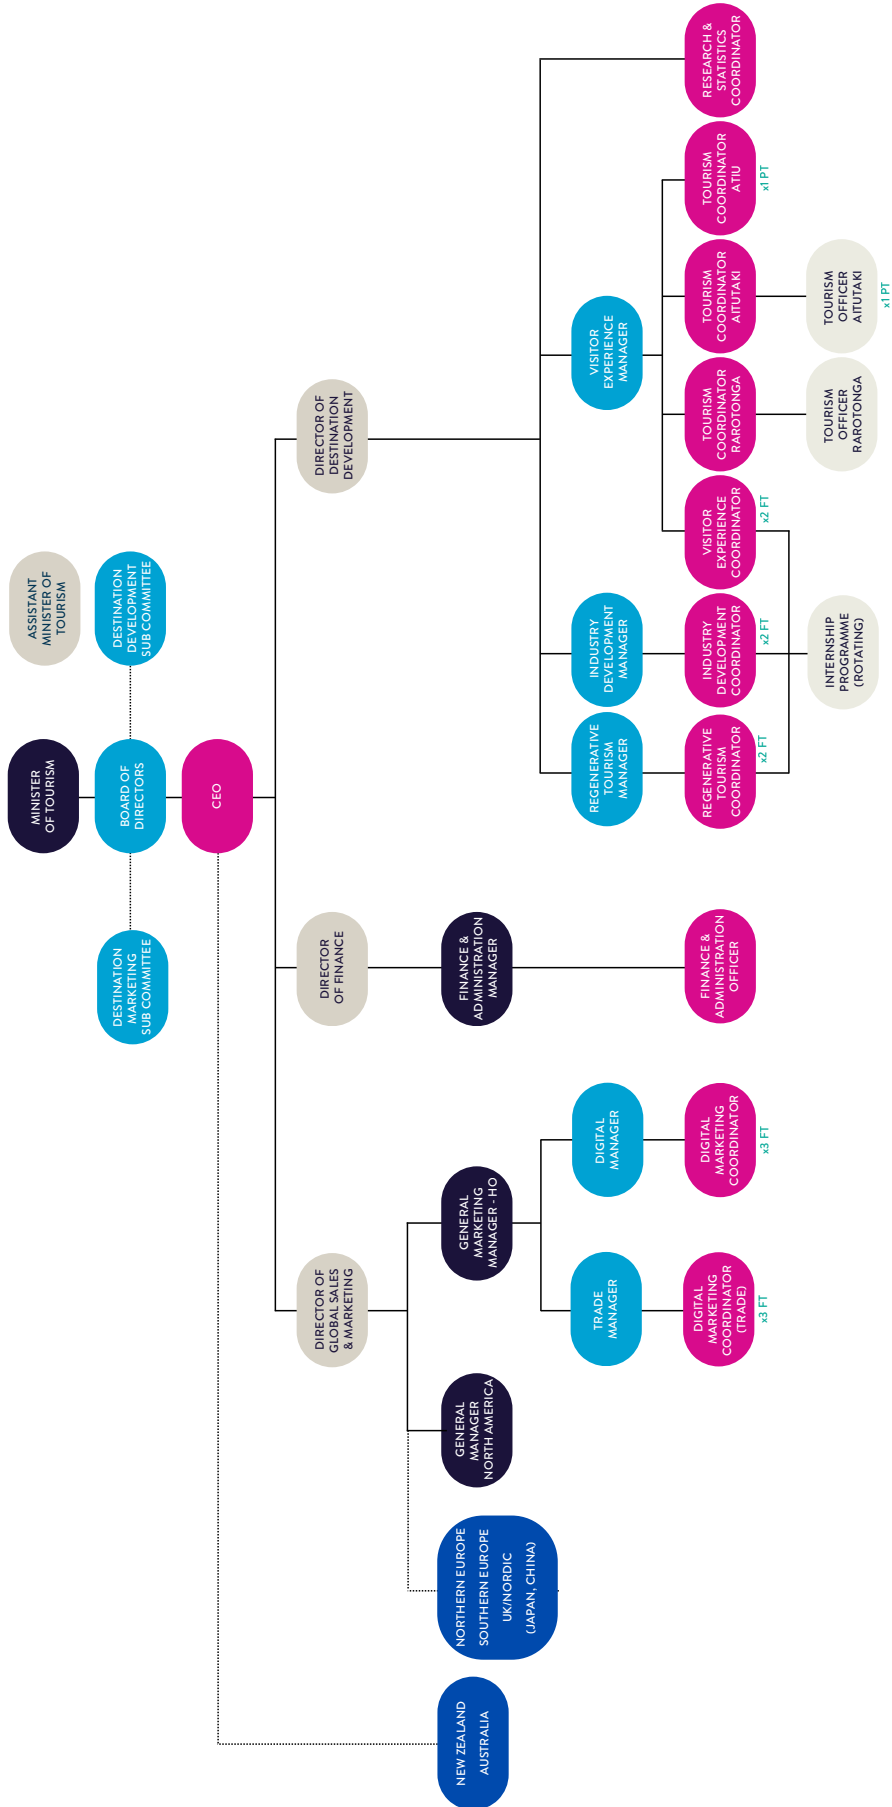 MINISTER
OF TOURISM
ASSISTANT
MINISTER OF
TOURISM
DESTINATION
MARKETING
SUB COMMITTEE
BOARD OF
DIRECTORS
DESTINATION
DEVELOPMENT
SUB COMMITTEE
CEO
DIRECTOR OF
GLOBAL SALES
& MARKETING
DIRECTOR
OF FINANCE
DIRECTOR OF
DESTINATION
DEVELOPMENT
NEW ZEALAND
AUSTRALIA
NORTHERN EUROPE
SOUTHERN EUROPE
UK/NORDIC
(JAPAN, CHINA)
GENERAL
MANAGER
NORTH AMERICA
GENERAL
MARKETING
MANAGER - HO
FINANCE &
ADMINISTRATION
MANAGER
TRADE
MANAGER
DIGITAL
MANAGER
REGENERATIVE
TOURISM
MANAGER
INDUSTRY
DEVELOPMENT
MANAGER
VISITOR
EXPERIENCE
MANAGER
DIGITAL
MARKETING
COORDINATOR
(TRADE)
x3 FT
DIGITAL
MARKETING
COORDINATOR
x3 FT
FINANCE &
ADMINISTRATION
OFFICER
REGENERATIVE
TOURISM
COORDINATOR
x2 FT
INDUSTRY
DEVELOPMENT
COORDINATOR
x2 FT
VISITOR
EXPERIENCE
COORDINATOR
x2 FT
TOURISM
COORDINATOR
RAROTONGA
TOURISM
COORDINATOR
AITUTAKI
TOURISM
COORDINATOR
ATIU
x1 PT
RESEARCH &
STATISTICS
COORDINATOR
INTERNSHIP
PROGRAMME
(ROTATING)
TOURISM
OFFICER
RAROTONGA
TOURISM
OFFICER
AITUTAKI
x1 PT